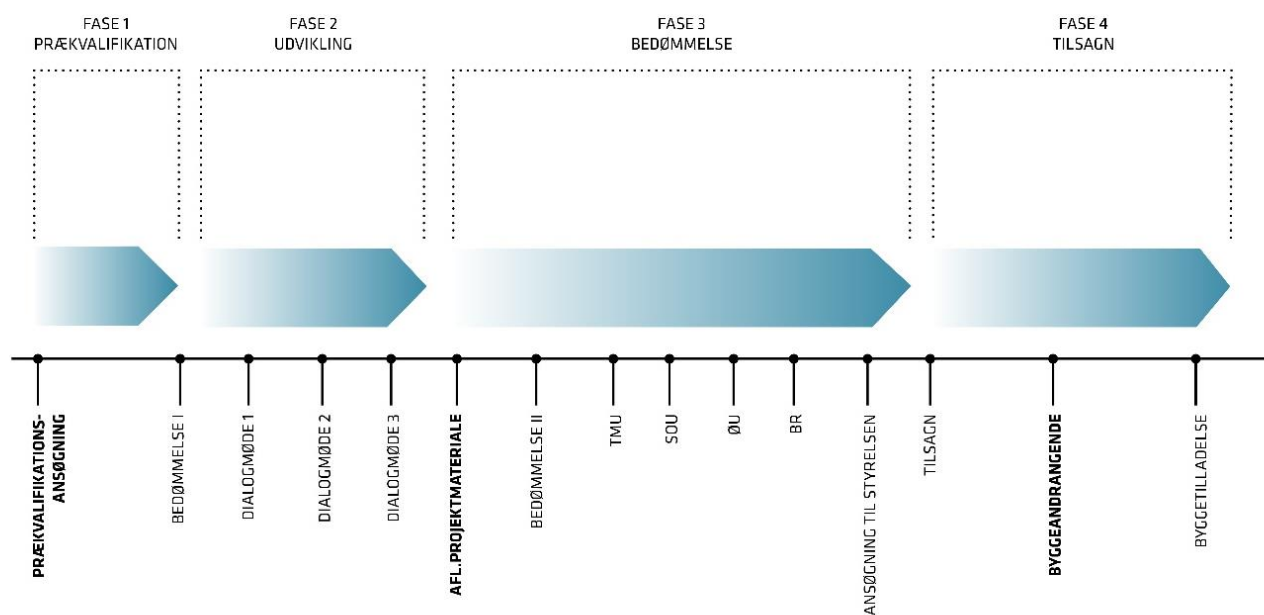 FASE 1
PRÆKVALIFIKATION
FASE 2
UDVIKLING
FASE 3
BEDØMMELSE
FASE 4
TILSAGN
PRÆKVALIFIKATIONS-
ANSØGNING
BEDØMMELSE I
DIALOGMØDE 1
DIALOGMØDE 2
DIALOGMØDE 3
AFL.PROJEKTMATERIALE
BEDØMMELSE II
TMU
SOU
ØU
BR
ANSØGNING TIL STYRELSEN
TILSAGN
BYGGEANDRANGENDE
BYGGETILLADELSE